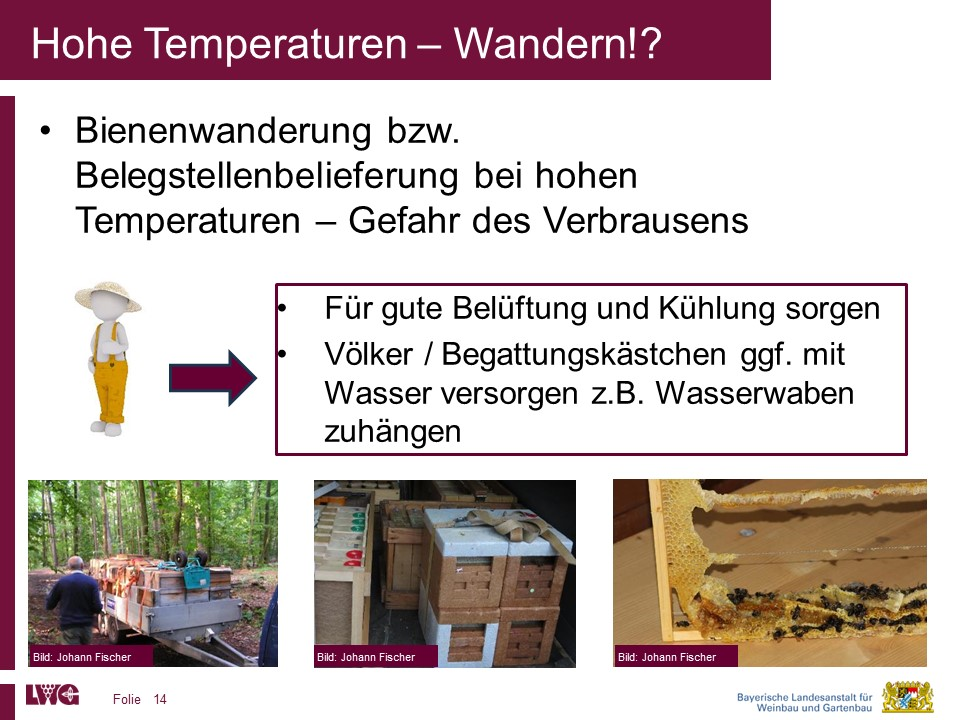 Hohe Temperaturen – Wandern!?
• Bienenwanderung bzw.
Belegstellenbelieferung bei hohen
Temperaturen – Gefahr des Verbrausens
• Für gute Belüftung und Kühlung sorgen
• Völker / Begattungskästchen ggf. mit
Wasser versorgen z.B. Wasserwaben
zuhängen
Bild: Johann Fischer
Bild: Johann Fischer
Bild: Johann Fischer
LWG
Folie 14
Bayerische Landesanstalt für
Weinbau und Gartenbau